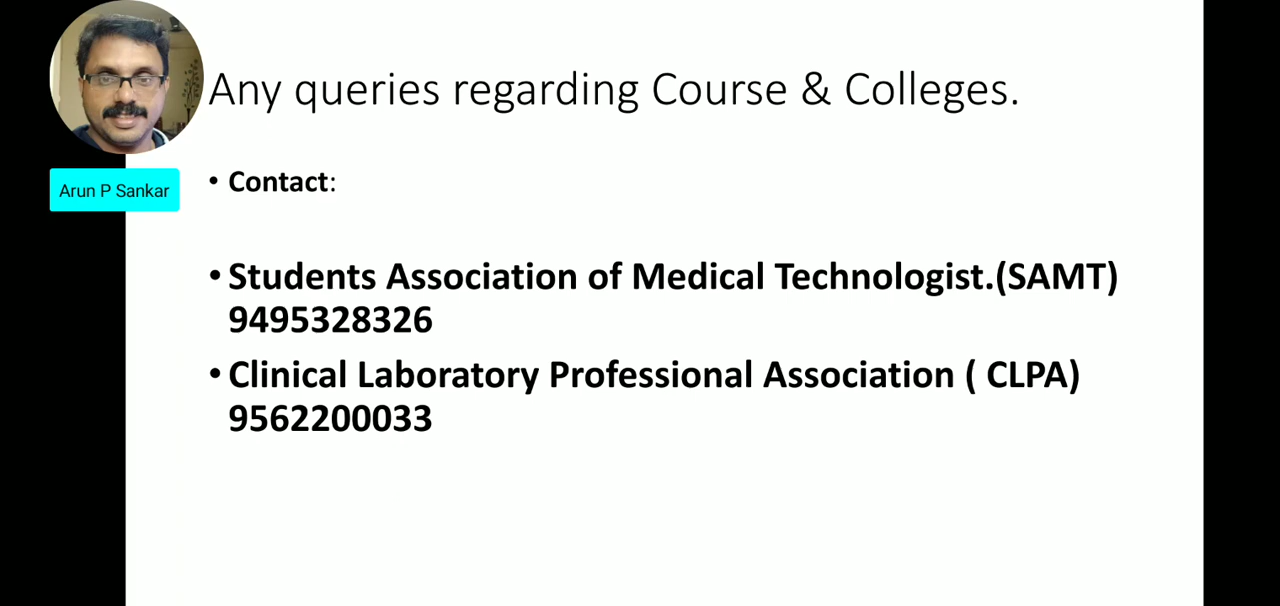 Any queries regarding Course & Colleges.
Arun P Sankar
• Contact:
• Students Association of Medical Technologist.(SAMT)
9495328326
• Clinical Laboratory Professional Association ( CLPA)
9562200033